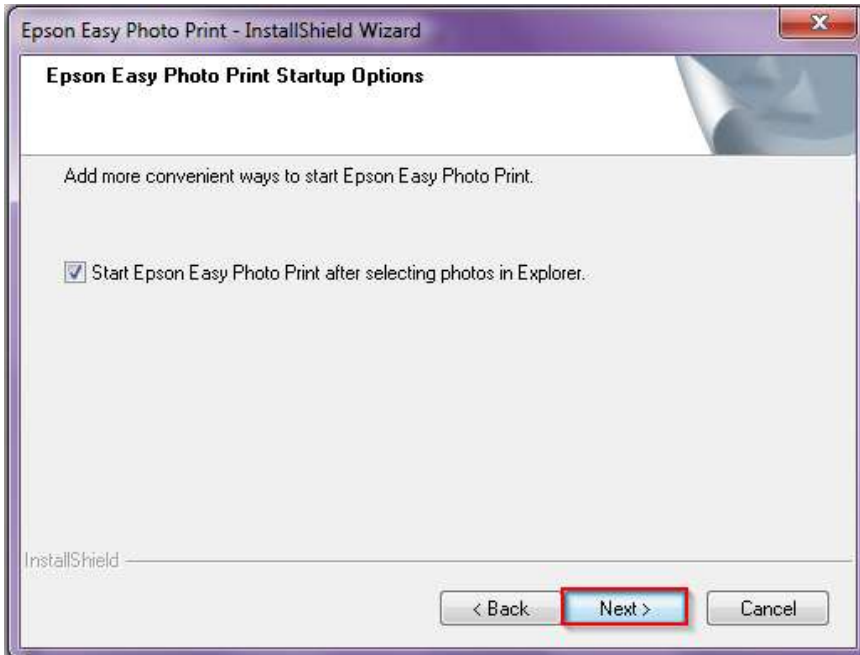 Epson Easy Photo Print - InstallShield Wizard
Epson Easy Photo Print Startup Options
Add more convenient ways to start Epson Easy Photo Print.
Start Epson Easy Photo Print after selecting photos in Explorer.
InstallShield
< Back
Next >
Cancel